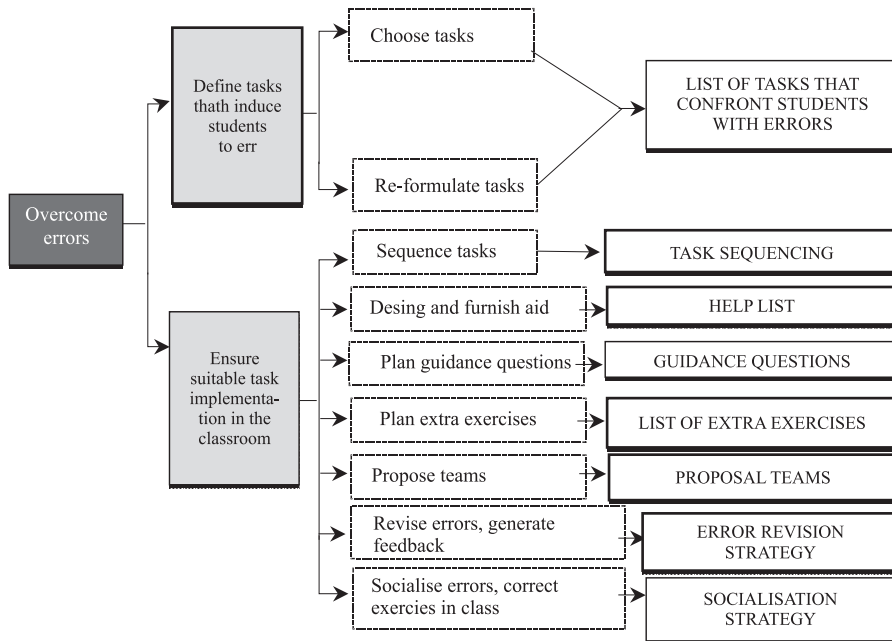 Overcome
errors
Define tasks
thath induce
students
to err
Ensure
suitable task
implementa-
tion in the
classroom
Choose tasks
Re-formulate tasks
Sequence tasks
Desing and furnish aid
Plan guidance questions
Plan extra exercises
Propose teams
Revise errors, generate
feedback
Socialise errors, correct
exercies in class
LIST OF TASKS THAT
CONFRONT STUDENTS
WITH ERRORS
TASK SEQUENCING
HELP LIST
GUIDANCE QUESTIONS
LIST OF EXTRA EXERCISES
PROPOSAL TEAMS
ERROR REVISION
STRATEGY
SOCIALISATION
STRATEGY